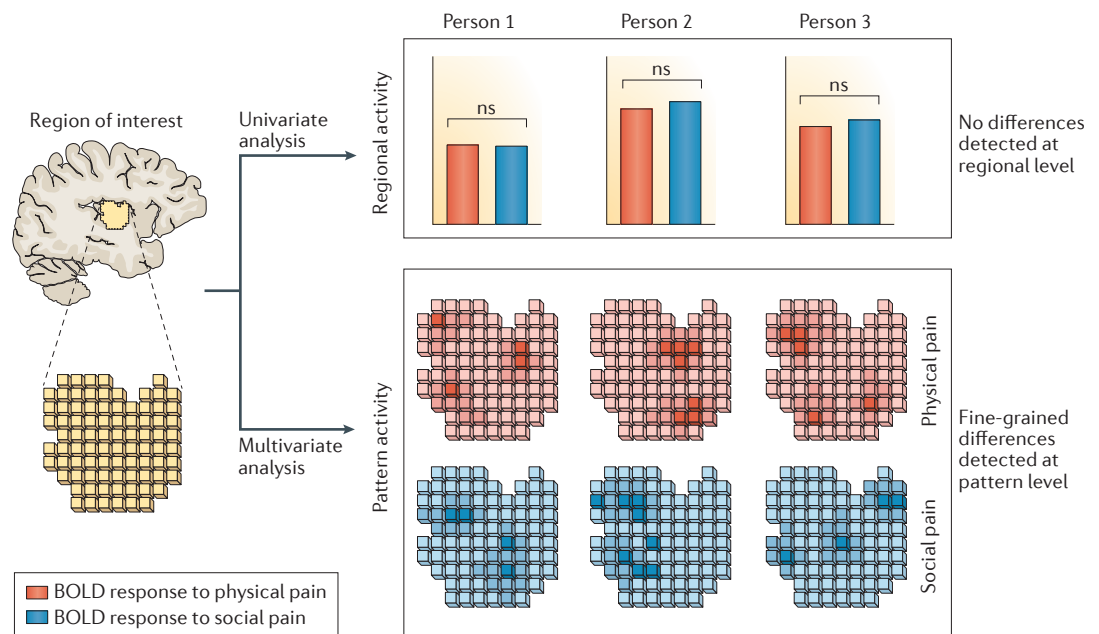 Person 1
Person 2
Person 3
Region of interest
Univariate
analysis
Regional activity
ns
ns
ns
No differences
detected at
regional level
Multivariate
analysis
Pattern activity
Physical pain
Social pain
Fine-grained
differences
detected at
pattern level
BOLD response to physical pain
BOLD response to social pain